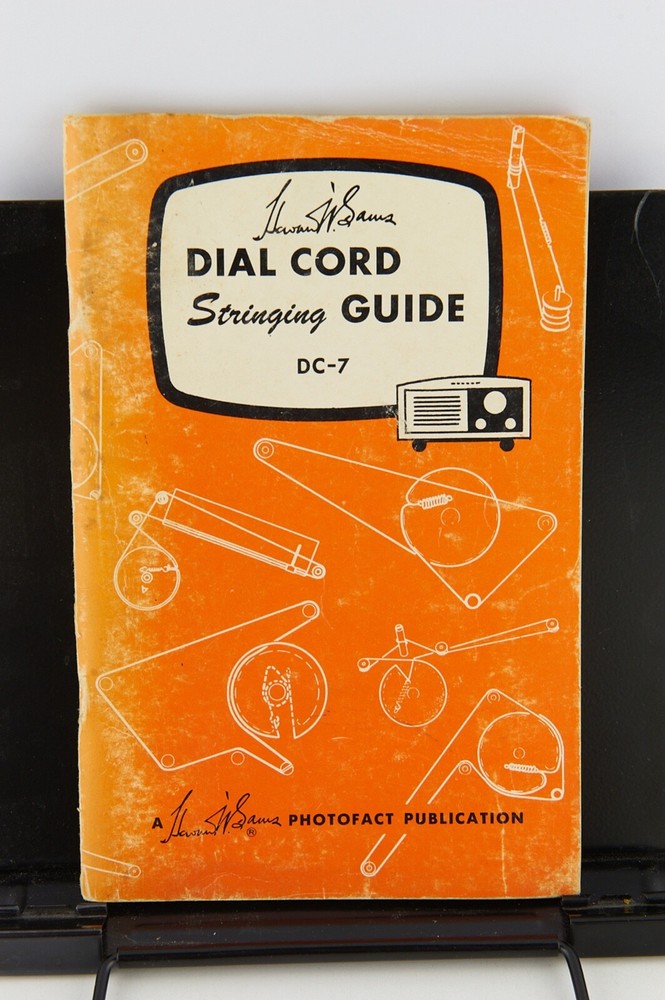 Howard W. Sams
DIAL CORD
Stringing GUIDE
DC-7
A Howard W. Sams ® PHOTOFACT PUBLICATION